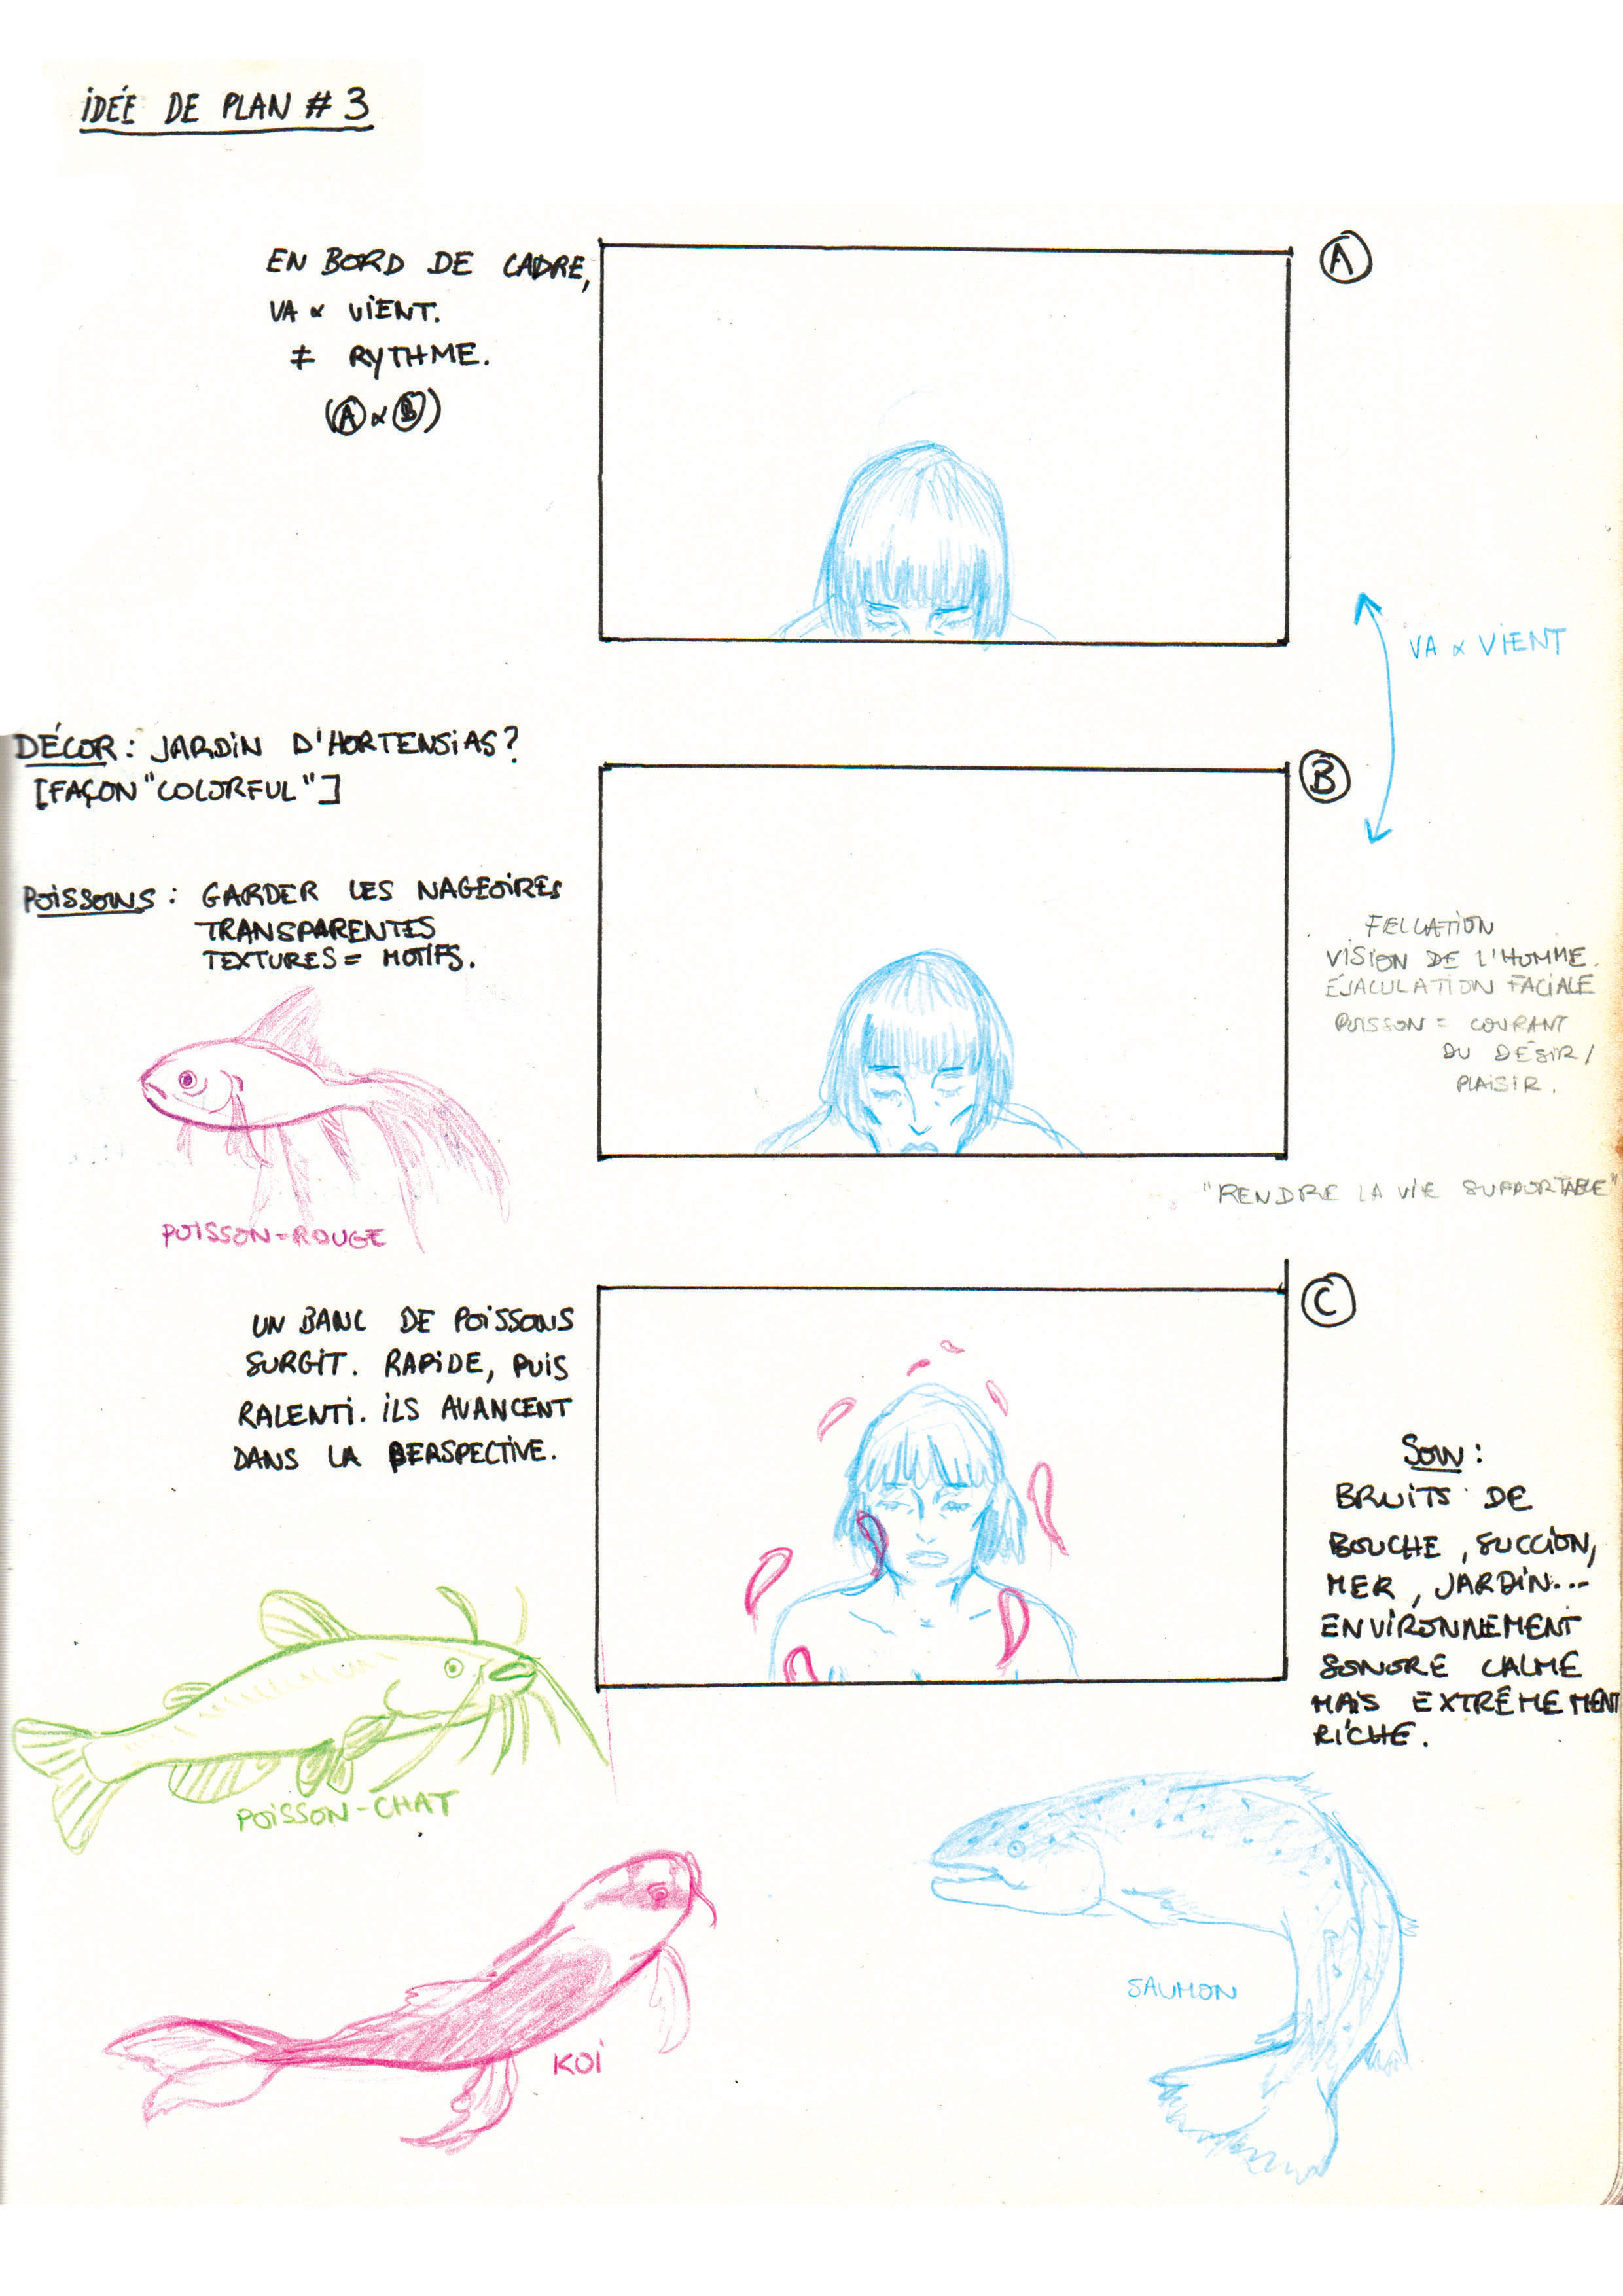 IDÉE DE PLAN # 3
EN BORD DE CADRE,
VA & VIENT.
≠ RYTHME.
(A & B)
A
VA & VIENT
DÉCOR : JARDIN D'HORTENSIAS ?
[FAÇON "COLORFUL"]
B
POISSONS : GARDER LES NAGEOIRES
TRANSPARENTES
TEXTURES = MOTIFS.
FELLATION
VISION DE L'HOMME.
ÉJACULATION FACIALE
POISSON = COURANT
DU DÉSIR /
PLAISIR.
"RENDRE LA VIE SUPPORTABLE"
POISSON-ROUGE
C
UN BANC DE POISSONS
SURGIT. RAPIDE, PUIS
RALENTI. ILS AVANCENT
DANS LA PERSPECTIVE.
SON :
BRUITS DE
BOUCHE, SUCCION,
MER, JARDIN...
ENVIRONNEMENT
SONORE CALME
MAIS EXTRÊMEMENT
RICHE.
POISSON-CHAT
KOI
SAUMON